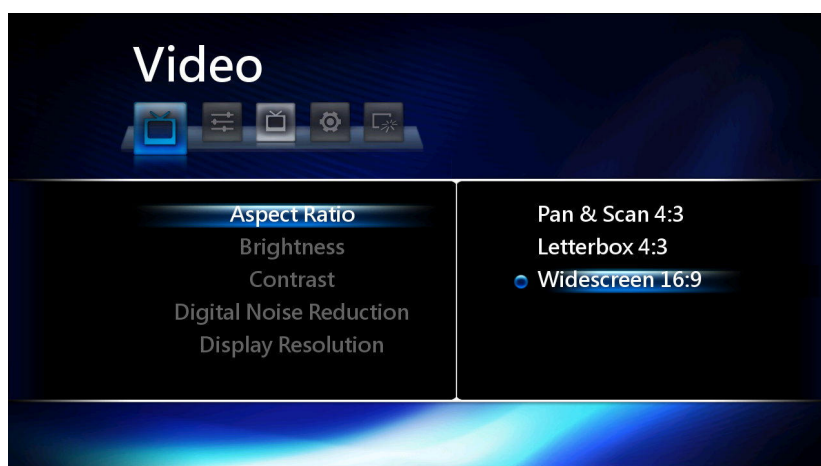 Video
Aspect Ratio
Brightness
Contrast
Digital Noise Reduction
Display Resolution
Pan & Scan 4:3
Letterbox 4:3
Widescreen 16:9